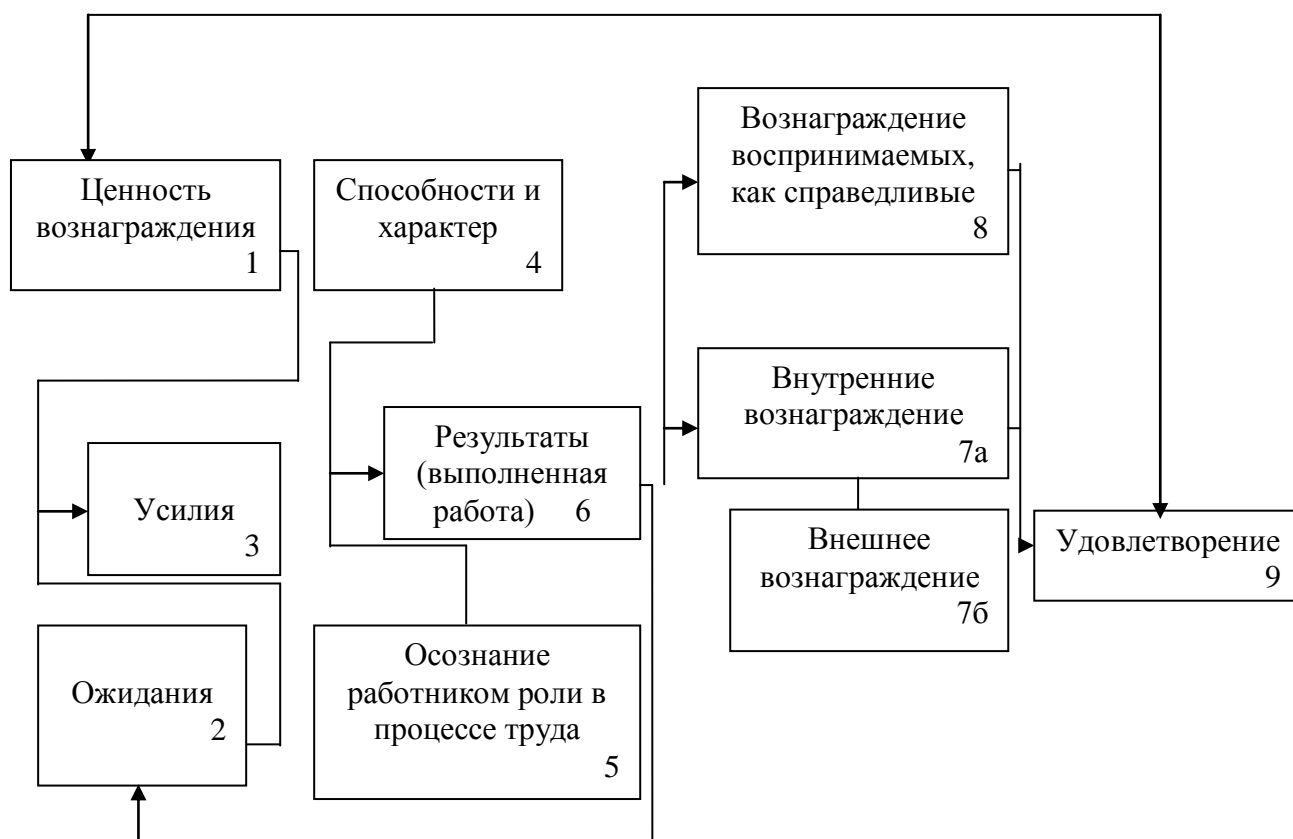 Ценность
вознаграждения
1
Способности и
характер
4
Вознаграждение
воспринимаемых,
как справедливые
8
Усилия
3
Результаты
(выполненная
работа) 6
Внутренние
вознаграждение
7а
Внешнее
вознаграждение
7б
Удовлетворение
9
Ожидания
2
Осознание
работником роли в
процессе труда
5